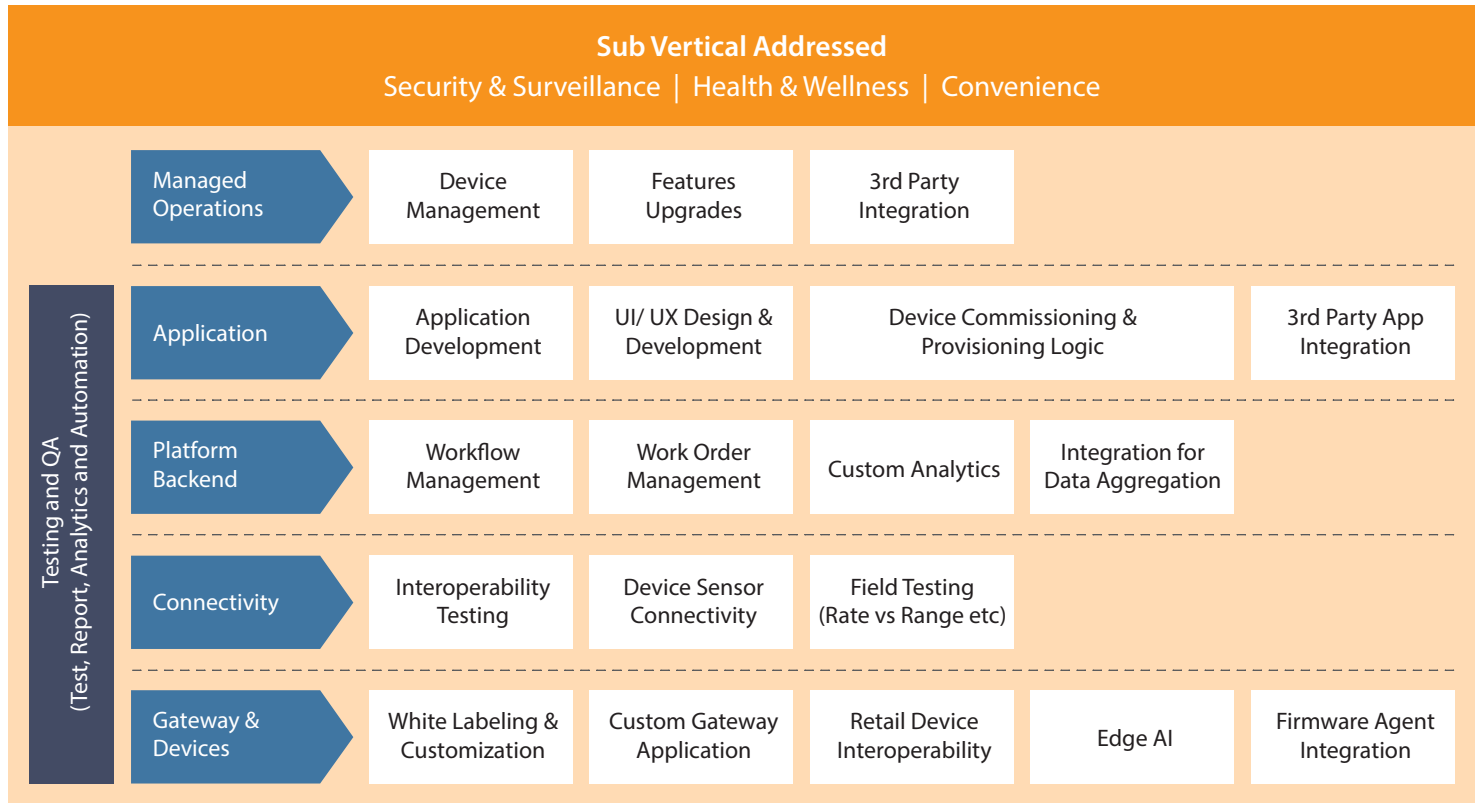 Sub Vertical Addressed
Security & Surveillance | Health & Wellness | Convenience
Managed
Operations
Device
Management
Features
Upgrades
3rd Party
Integration
Testing and QA
(Test, Report, Analytics and Automation)
Application
Application
Development
UI/ UX Design &
Development
Device Commissioning &
Provisioning Logic
3rd Party App
Integration
Platform
Backend
Workflow
Management
Work Order
Management
Custom Analytics
Integration for
Data Aggregation
Connectivity
Interoperability
Testing
Device Sensor
Connectivity
Field Testing
(Rate vs Range etc)
Gateway &
Devices
White Labeling &
Customization
Custom Gateway
Application
Retail Device
Interoperability
Edge AI
Firmware Agent
Integration